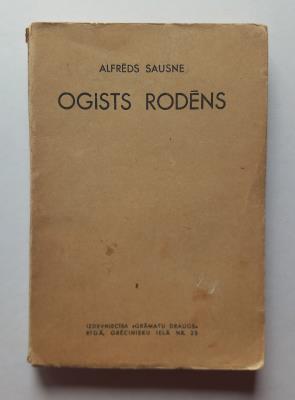 ALFRĒDS SAUSNE
OGISTS RODĒNS
IZDEVNIECĪBA «GRĀMATU DRAUGS»
RĪGĀ, GRĒCINIEKU IELĀ NR. 25